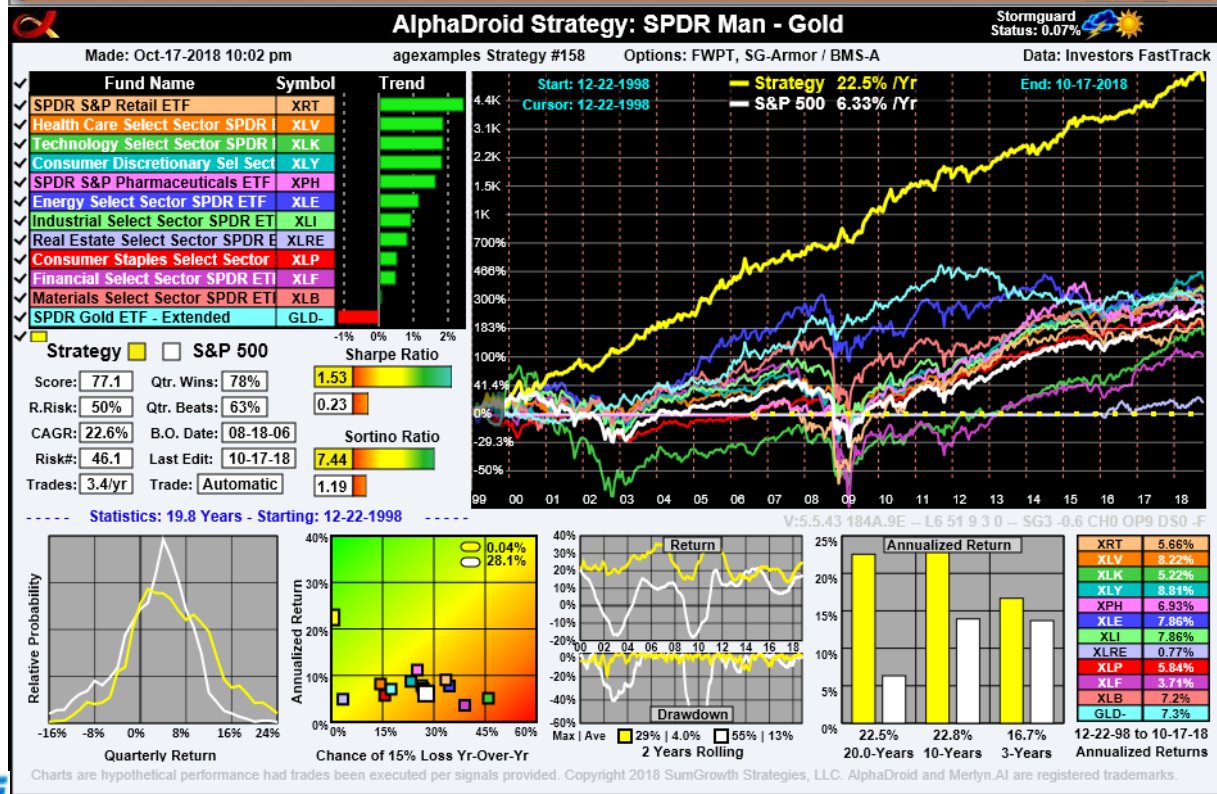 AlphaDroid Strategy: SPDR Man - Gold
Stormguard
Status: 0.07%
Made: Oct-17-2018 10:02 pm agexamples Strategy #158 Options: FWPT, SG-Armor / BMS-A Data: Investors FastTrack
Fund Name Symbol Trend
SPDR S&P Retail ETF XRT
Health Care Select Sector SPDR E XLV
Technology Select Sector SPDR XLK
Consumer Discretionary Sel Sect XLY
SPDR S&P Pharmaceuticals ETF XPH
Energy Select Sector SPDR ETF XLE
Industrial Select Sector SPDR ET XLI
Real Estate Select Sector SPDR E XLRE
Consumer Staples Select Sector XLP
Financial Select Sector SPDR ETI XLF
Materials Select Sector SPDR ETI XLB
SPDR Gold ETF - Extended GLD-
-1% 0% 1% 2%
Strategy S&P 500
Score: 77.1 Qtr. Wins: 78%
R.Risk: 50% Qtr. Beats: 63%
CAGR: 22.6% B.O. Date: 08-18-06
Risk#: 46.1 Last Edit: 10-17-18
Trades: 3.4/yr Trade: Automatic
Sharpe Ratio
1.53
0.23
Sortino Ratio
7.44
1.19
Start: 12-22-1998 Strategy 22.5% /Yr End: 10-17-2018
Cursor: 12-22-1998 S&P 500 6.33% /Yr
4.4K
3.1K
2.2K
1.5K
1K
700%
466%
300%
183%
100%
41.4%
0%
-29.3%
-50%
99 00 01 02 03 04 05 06 07 08 09 10 11 12 13 14 15 16 17 18
- - - - - Statistics: 19.8 Years - Starting: 12-22-1998 - - - - -
V:5.5.43 184A.9E -- L6 51 9 3 0 -- SG3 -0.6 CH0 OP9 DS0 -F
Relative Probability
-16% -8% 0% 8% 16% 24%
Quarterly Return
Annualized Return
40%
30%
20%
10%
0%
0.04%
28.1%
0% 15% 30% 45% 60%
Chance of 15% Loss Yr-Over-Yr
Return
40%
30%
20%
10%
0%
-10%
-20%
00 02 04 06 08 10 12 14 16 18
0%
-20%
-40%
-60%
Drawdown
Max | Ave 29% | 4.0% 55% | 13%
2 Years Rolling
Annualized Return
25%
20%
15%
10%
5%
0%
22.5% 22.8% 16.7%
20.0-Years 10-Years 3-Years
XRT 5.66%
XLV 8.22%
XLK 5.22%
XLY 8.81%
XPH 6.93%
XLE 7.86%
XLI 7.86%
XLRE 0.77%
XLP 5.84%
XLF 3.71%
XLB 7.2%
GLD- 7.3%
12-22-98 to 10-17-18
Annualized Returns
Charts are hypothetical performance had trades been executed per signals provided. Copyright 2018 SumGrowth Strategies, LLC. AlphaDroid and Merlyn.AI are registered trademarks.